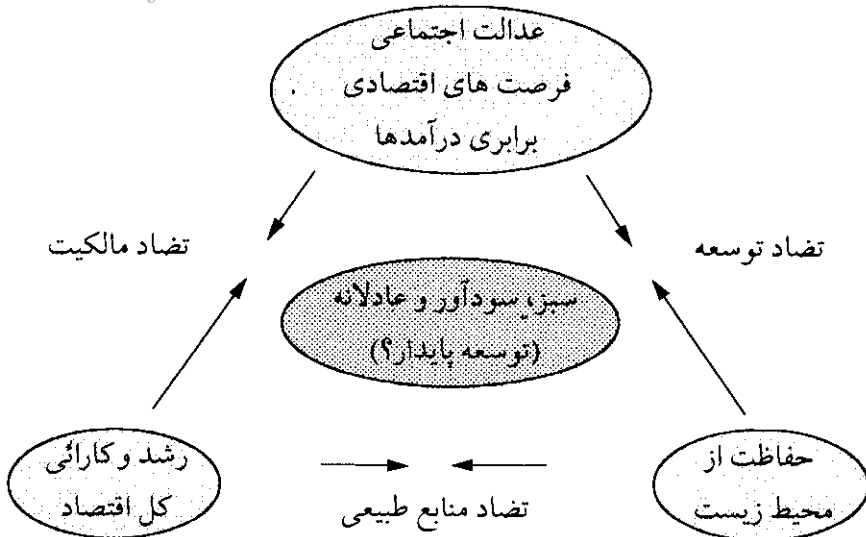 عدالت اجتماعی
فرصت های اقتصادی
برابری درآمدها
تضاد توسعه
تضاد مالکیت
سبز، سودآور و عادلانه
(توسعه پایدار؟)
حفاظت از
محیط زیست
رشد و کارائی
کل اقتصاد
تضاد منابع طبیعی